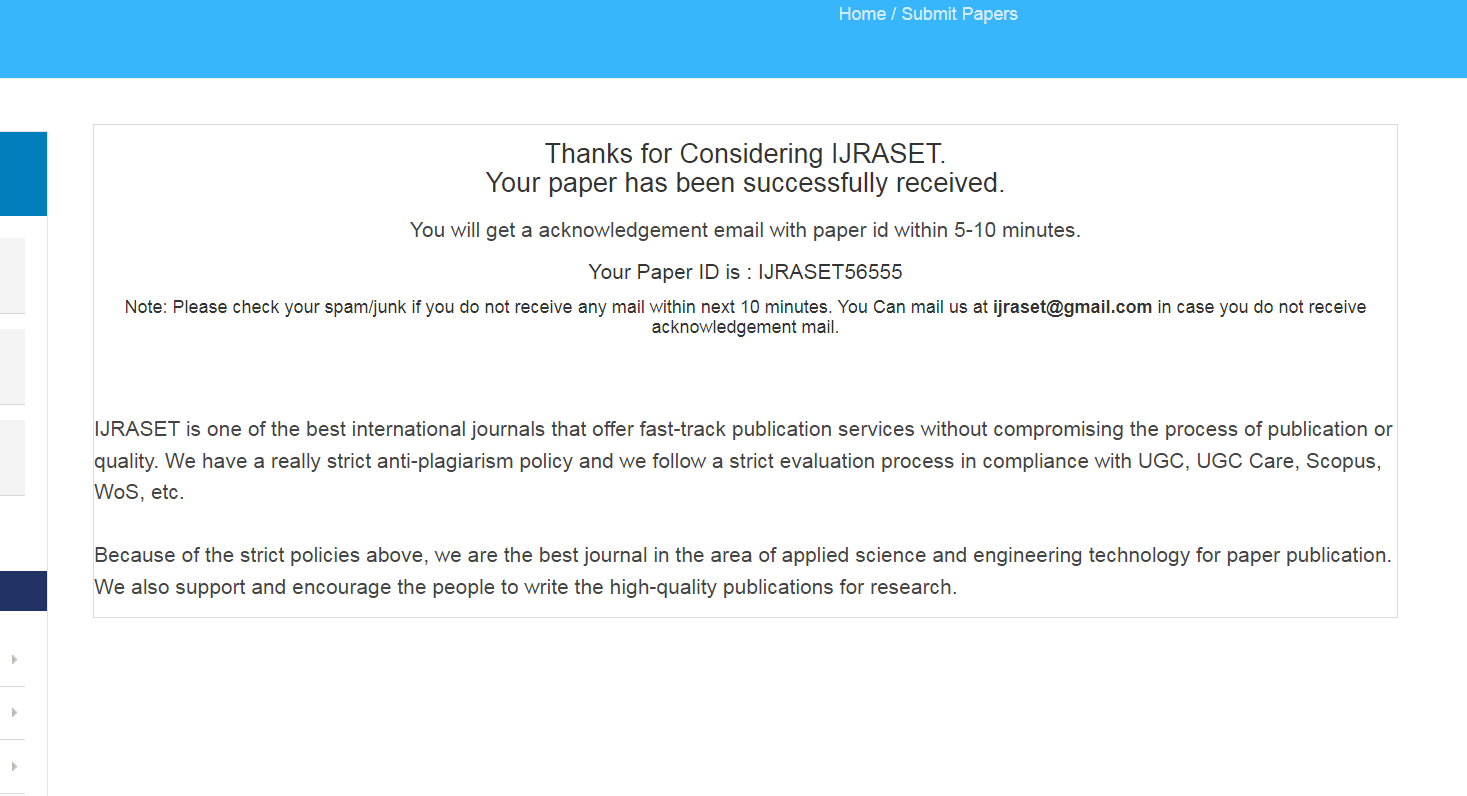 Home / Submit Papers
Thanks for Considering IJRASET.
Your paper has been successfully received.
You will get a acknowledgement email with paper id within 5-10 minutes.
Your Paper ID is : IJRASET56555
Note: Please check your spam/junk if you do not receive any mail within next 10 minutes. You Can mail us at ijraset@gmail.com in case you do not receive
acknowledgement mail.
IJRASET is one of the best international journals that offer fast-track publication services without compromising the process of publication or
quality. We have a really strict anti-plagiarism policy and we follow a strict evaluation process in compliance with UGC, UGC Care, Scopus,
WoS, etc.
Because of the strict policies above, we are the best journal in the area of applied science and engineering technology for paper publication.
We also support and encourage the people to write the high-quality publications for research.